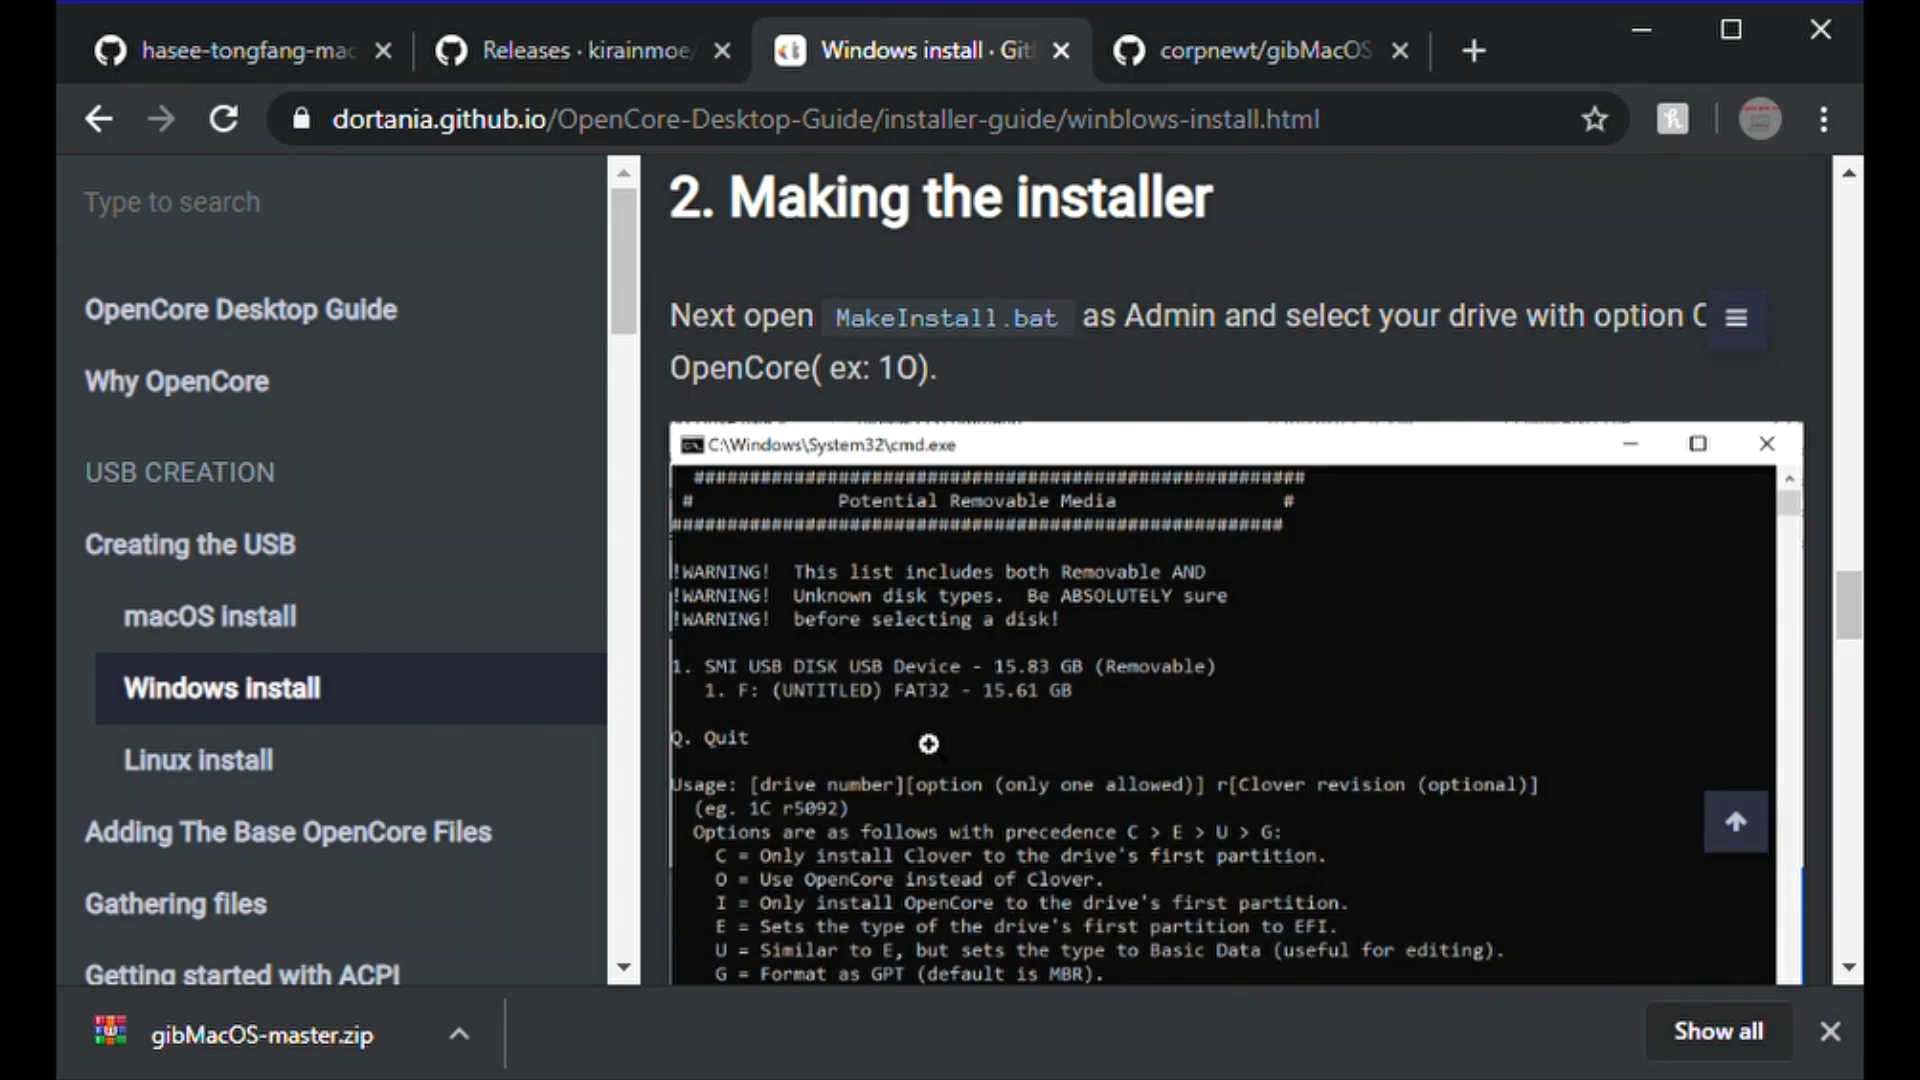 hasee-tongfang-mac
Releases · kirainmoe/
Windows install · Git
corpnewt/gibMacOS
dortania.github.io/OpenCore-Desktop-Guide/installer-guide/winblows-install.html
Type to search
OpenCore Desktop Guide
Why OpenCore
USB CREATION
Creating the USB
macOS install
Windows install
Linux install
Adding The Base OpenCore Files
Gathering files
Getting started with ACPI
2. Making the installer
Next open MakeInstall.bat as Admin and select your drive with option O
OpenCore( ex: 1O).
C:\Windows\System32\cmd.exe
#######################################################
# Potential Removable Media #
#######################################################
!WARNING! This list includes both Removable AND
!WARNING! Unknown disk types. Be ABSOLUTELY sure
!WARNING! before selecting a disk!
1. SMI USB DISK USB Device - 15.83 GB (Removable)
1. F: (UNTITLED) FAT32 - 15.61 GB
Q. Quit
Usage: [drive number][option (only one allowed)] r[Clover revision (optional)]
(eg. 1C r5092)
Options are as follows with precedence C > E > U > G:
C = Only install Clover to the drive's first partition.
O = Use OpenCore instead of Clover.
I = Only install OpenCore to the drive's first partition.
E = Sets the type of the drive's first partition to EFI.
U = Similar to E, but sets the type to Basic Data (useful for editing).
G = Format as GPT (default is MBR).
gibMacOS-master.zip
Show all